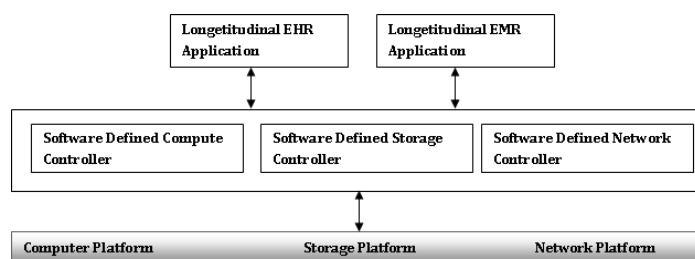 Longetitudinal EHR
Application
Longetitudinal EMR
Application
Software Defined Compute
Controller
Software Defined Storage
Controller
Software Defined Network
Controller
Computer Platform
Storage Platform
Network Platform